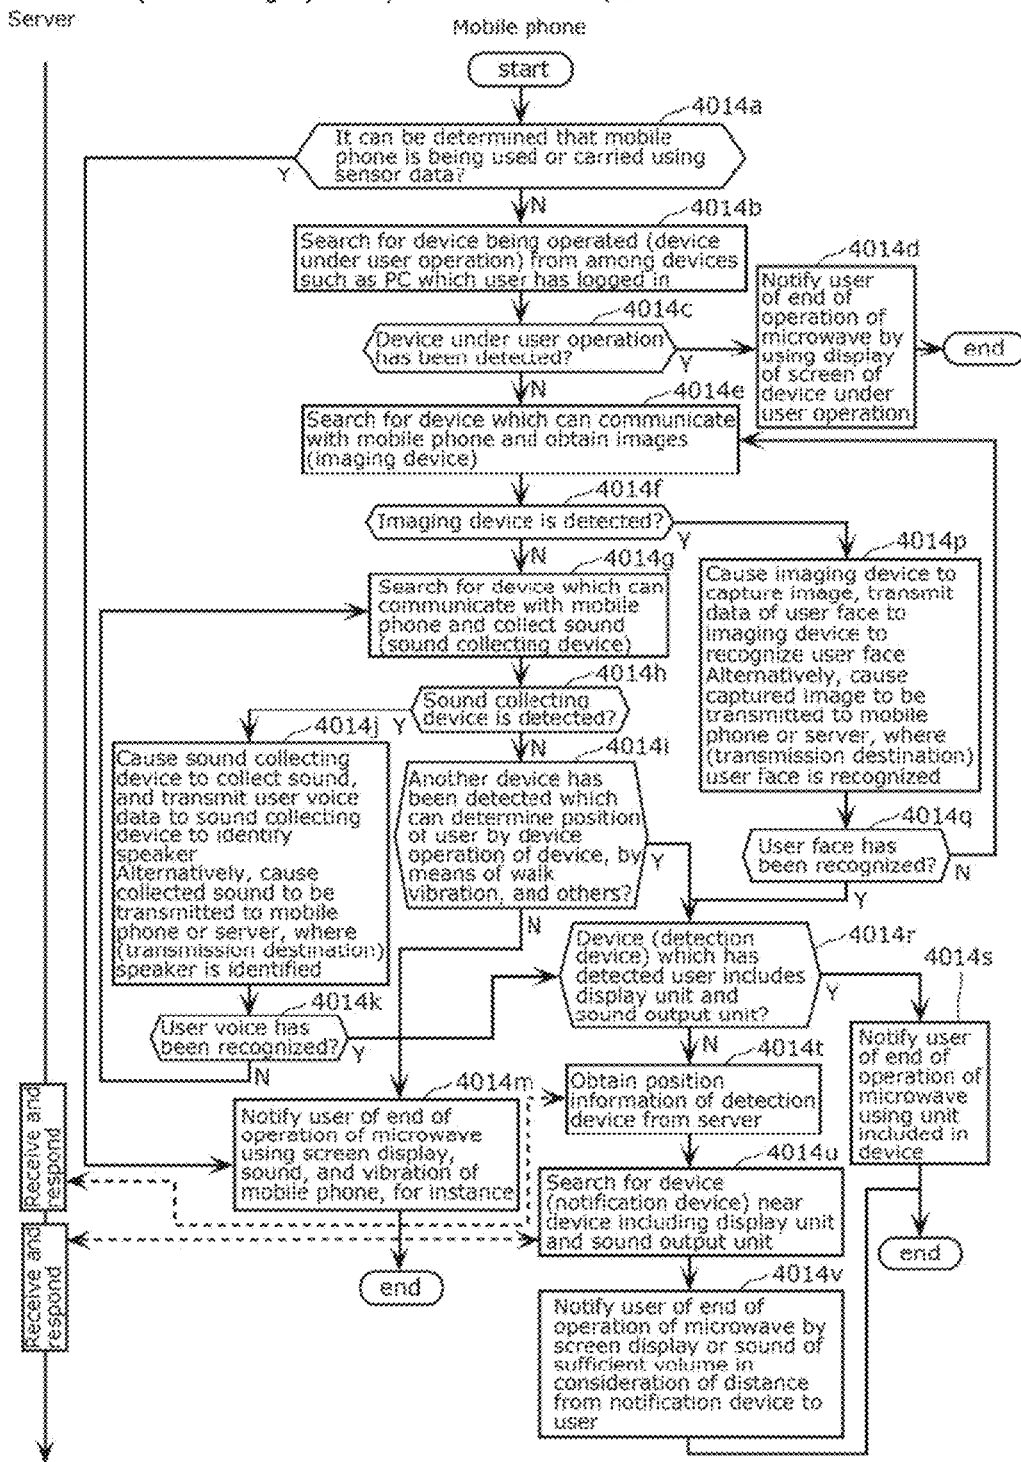 Server
Mobile phone
start
4014a
It can be determined that mobile
phone is being used or carried using
sensor data?
Y
N
4014b
Search for device being operated (device
under user operation) from among devices
such as PC which user has logged in
4014c
Device under user operation
has been detected?
Y
N
4014d
Notify user
of end of
operation of
microwave by
using display
of screen of
device under
user operation
end
4014e
Search for device which can communicate
with mobile phone and obtain images
(imaging device)
4014f
Imaging device is detected?
Y
N
4014g
Search for device which can
communicate with mobile
phone and collect sound
(sound collecting device)
4014p
Cause imaging device to
capture image, transmit
data of user face to
imaging device to
recognize user face
Alternatively, cause
captured image to be
transmitted to mobile
phone or server, where
(transmission destination)
user face is recognized
4014h
Sound collecting
device is detected?
Y
N
4014j
Cause sound collecting
device to collect sound,
and transmit user voice
data to sound collecting
device to identify
speaker
Alternatively, cause
collected sound to be
transmitted to mobile
phone or server, where
(transmission destination)
speaker is identified
4014i
Another device has
been detected which
can determine position
of user by device
operation of device, by
means of walk
vibration, and others?
Y
N
4014q
User face has
been recognized?
N
Y
4014k
User voice has
been recognized?
Y
N
4014r
Device (detection
device) which has
detected user includes
display unit and
sound output unit?
Y
N
4014s
Notify user
of end of
operation of
microwave
using unit
included in
device
end
4014m
Notify user of end of
operation of microwave
using screen display,
sound, and vibration of
mobile phone, for instance
end
4014t
Obtain position
information of detection
device from server
4014u
Search for device
(notification device) near
device including display unit
and sound output unit
4014v
Notify user of end of
operation of microwave by
screen display or sound of
sufficient volume in
consideration of distance
from notification device to
user
Receive and
respond
Receive and
respond